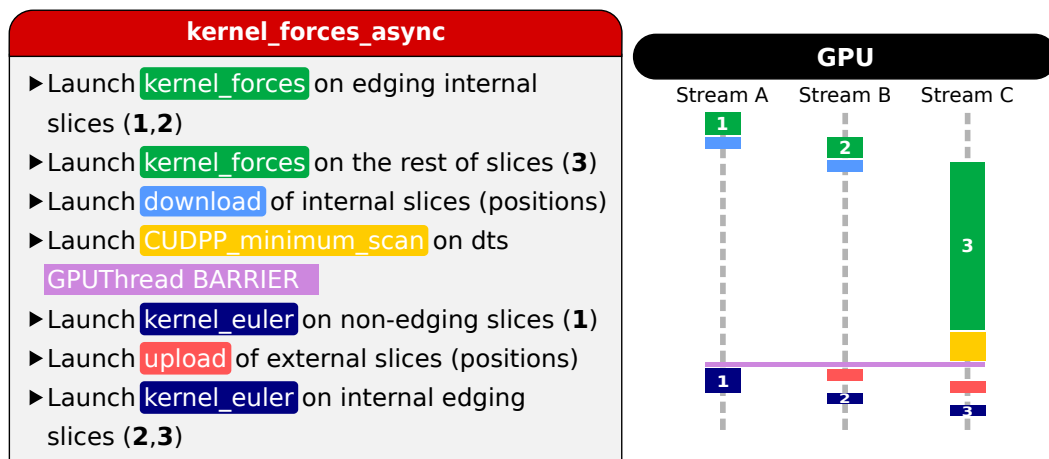 kernel_forces_async
▶Launch kernel_forces on edging internal
slices (1,2)
▶Launch kernel_forces on the rest of slices (3)
▶Launch download of internal slices (positions)
▶Launch CUDPP_minimum_scan on dts
GPUThread BARRIER
▶Launch kernel_euler on non-edging slices (1)
▶Launch upload of external slices (positions)
▶Launch kernel_euler on internal edging
slices (2,3)
GPU
Stream A Stream B Stream C
1
2
3
1
2
3